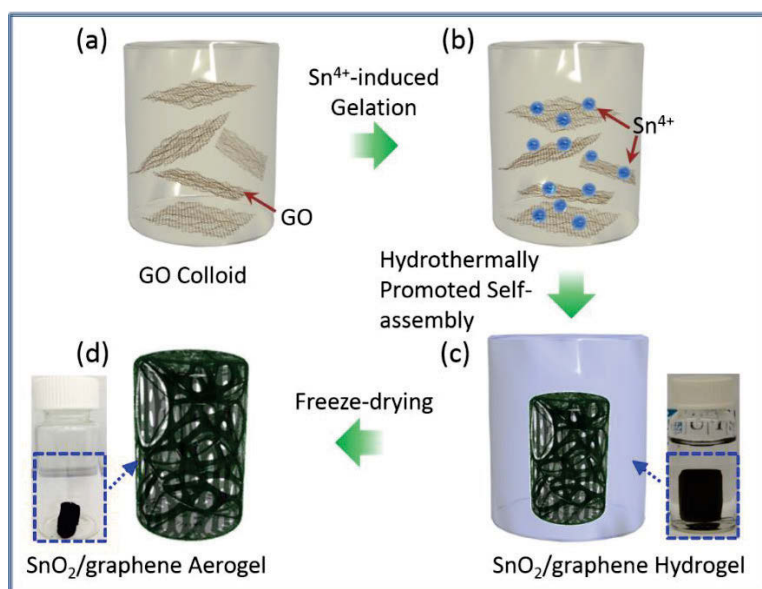 (a)
Sn⁴⁺-induced
Gelation
(b)
Sn⁴⁺
GO
GO Colloid
Hydrothermally
Promoted Self-
assembly
(d)
Freeze-drying
(c)
SnO₂/graphene Aerogel
SnO₂/graphene Hydrogel